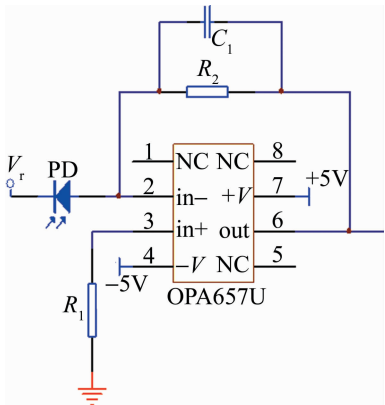 C1
R2
Vr
PD
1 NC NC 8
2 in− +V 7 +5V
3 in+ out 6
4 −V NC 5
−5V
OPA657U
R1